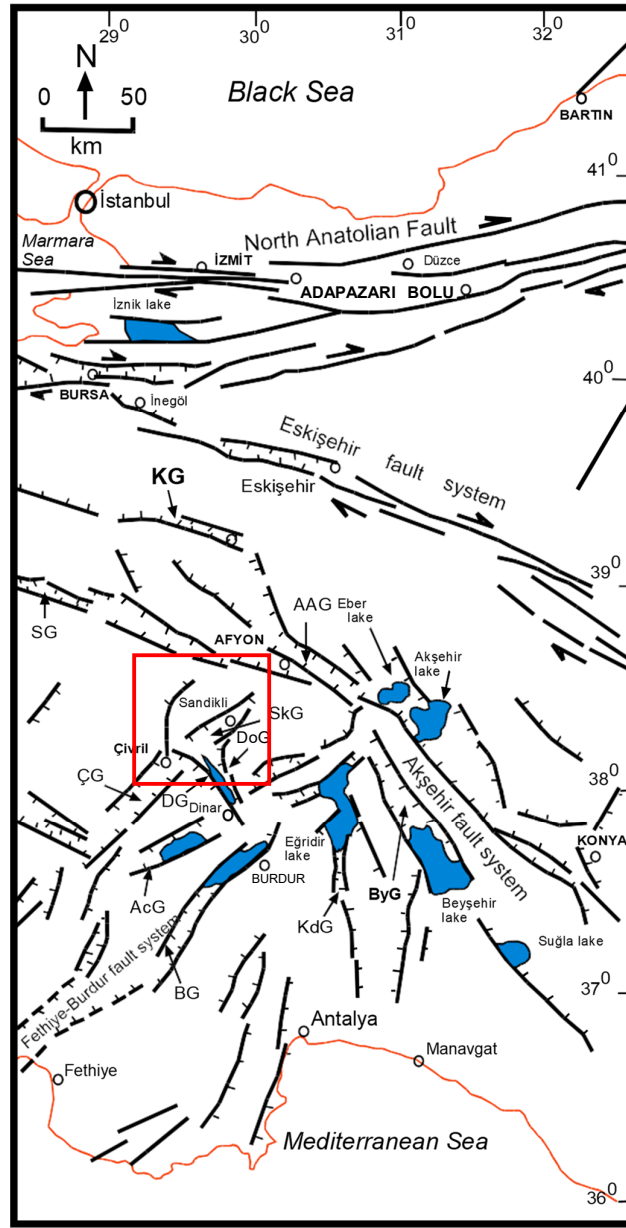 29⁰
30⁰
31⁰
32⁰
N
0 50
km
Black Sea
BARTIN
41⁰
İstanbul
Marmara
Sea
North Anatolian Fault
İZMİT
Düzce
ADAPAZARI BOLU
İznik lake
40⁰
BURSA
İnegöl
Eskişehir fault system
Eskişehir
KG
39⁰
SG
AFYON
AAG
Eber
lake
Akşehir
lake
Sandikli
SkG
DoG
Çivril
ÇG
DG
Dinar
38⁰
Akşehir fault system
KONYA
Eğridir
lake
AcG
BURDUR
KdG
ByG
Beyşehir
lake
Suğla lake
BG
37⁰
Fethiye-Burdur fault system
Antalya
Manavgat
Fethiye
Mediterranean Sea
36⁰